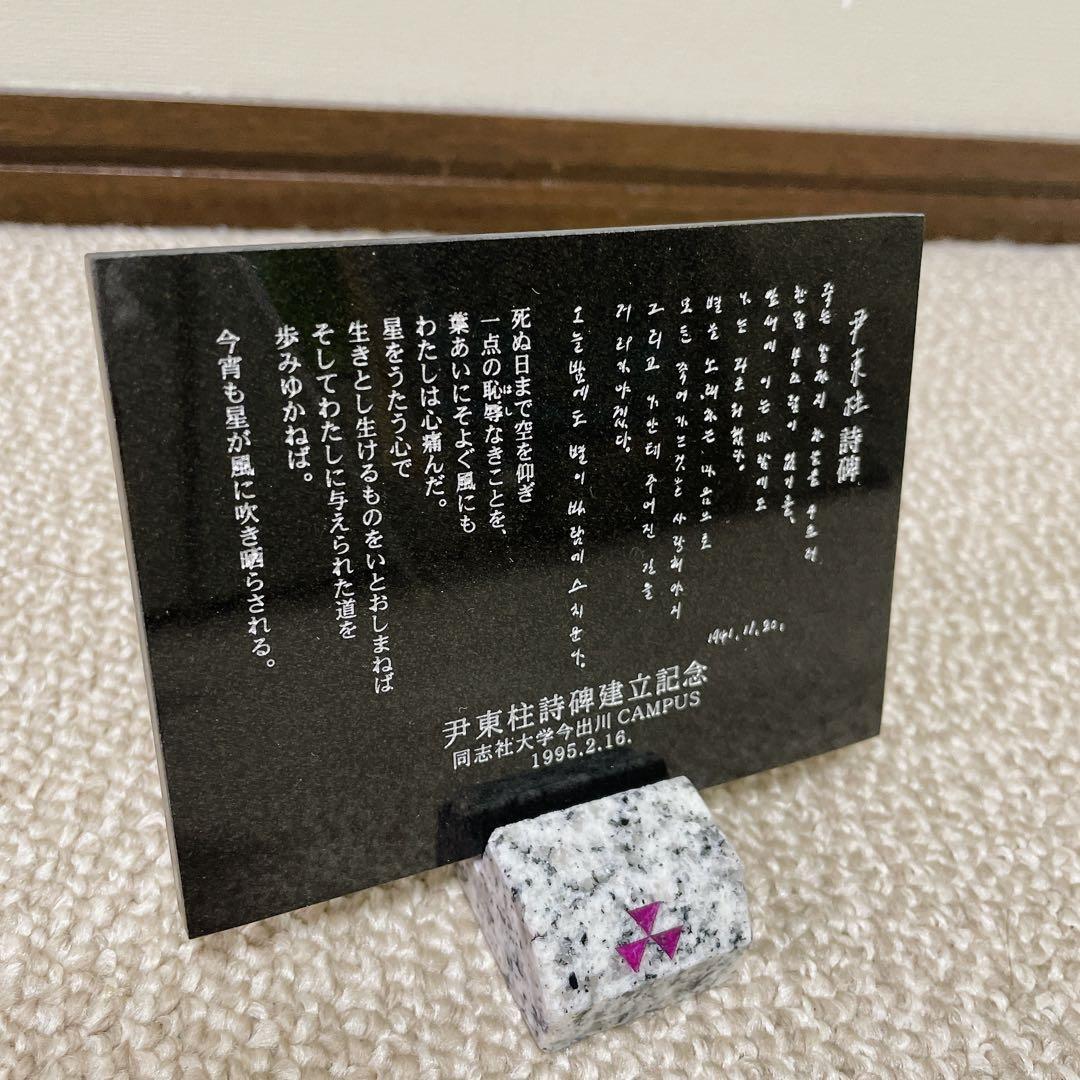 尹東柱 詩碑
죽는 날까지 하늘을 우르러
한점 부끄럼이 없기를,
잎새에 이는 바람에도
나는 괴로워했다.
별을 노래하는 마음으로
모든 죽어가는것을 사랑해야지
그리고 나안테 주어진 길을
거러가야겠다.
오늘밤에도 별이 바람에 스치운다.
1941.11.20.
死ぬ日まで空を仰ぎ
一点の恥辱なきことを、
はじ
葉あいにそよぐ風にも
わたしは心痛んだ。
星をうたう心で
生きとし生けるものをいとおしまねば
そしてわたしに与えられた道を
歩みゆかねば。
今宵も星が風に吹き晒らされる。
尹東柱詩碑建立記念
同志社大学今出川 CAMPUS
1995.2.16.